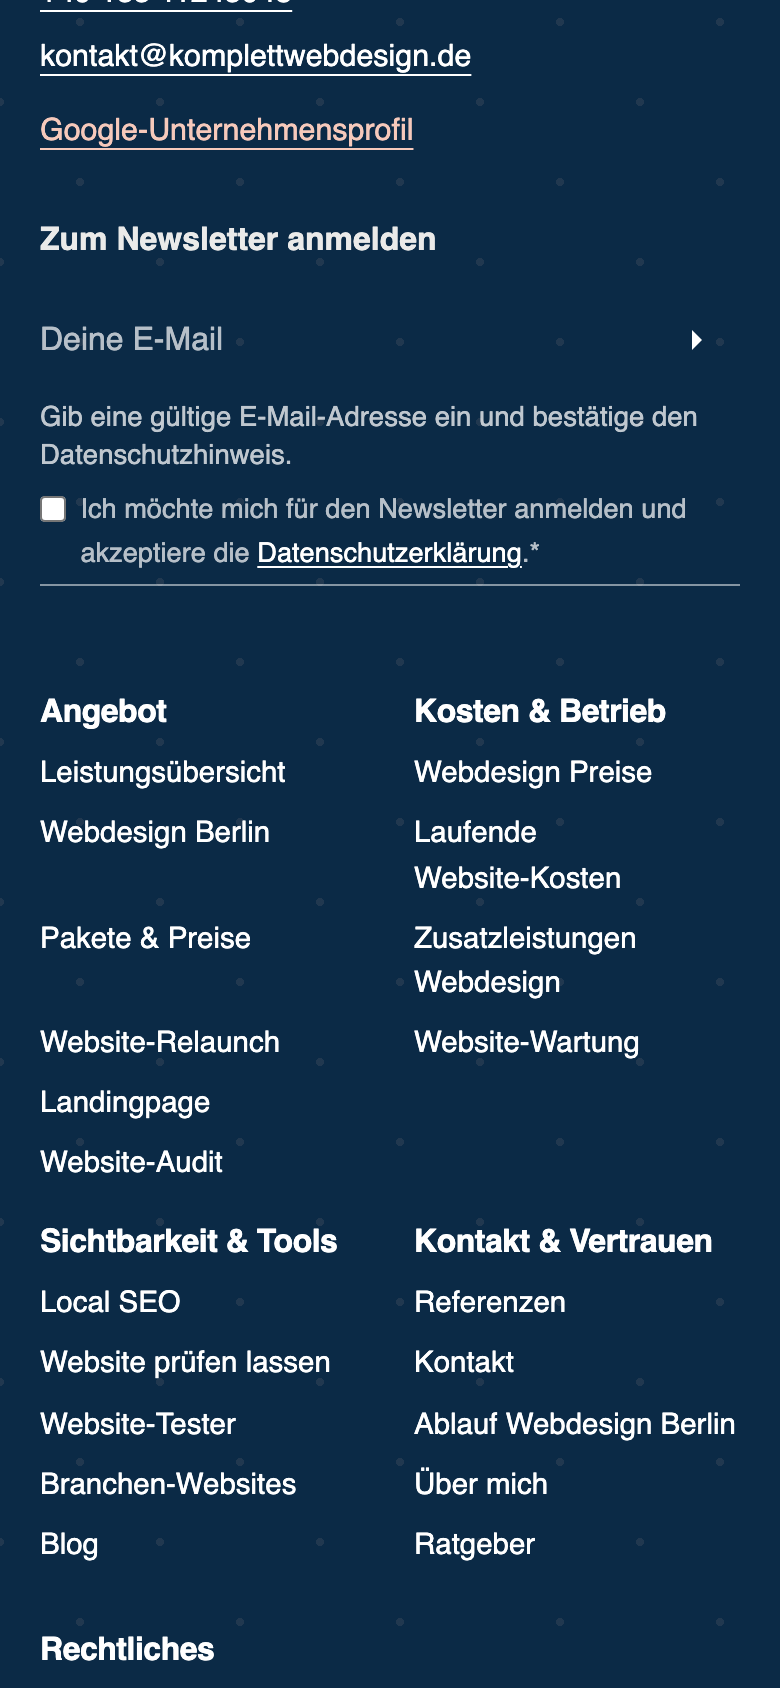 kontakt@komplettwebdesign.de
Google-Unternehmensprofil
Zum Newsletter anmelden
Deine E-Mail
Gib eine gültige E-Mail-Adresse ein und bestätige den
Datenschutzhinweis.
Ich möchte mich für den Newsletter anmelden und
akzeptiere die Datenschutzerklärung.*
Angebot
Leistungsübersicht
Webdesign Berlin
Pakete & Preise
Website-Relaunch
Landingpage
Website-Audit
Kosten & Betrieb
Webdesign Preise
Laufende
Website-Kosten
Zusatzleistungen
Webdesign
Website-Wartung
Sichtbarkeit & Tools
Local SEO
Website prüfen lassen
Website-Tester
Branchen-Websites
Blog
Kontakt & Vertrauen
Referenzen
Kontakt
Ablauf Webdesign Berlin
Über mich
Ratgeber
Rechtliches